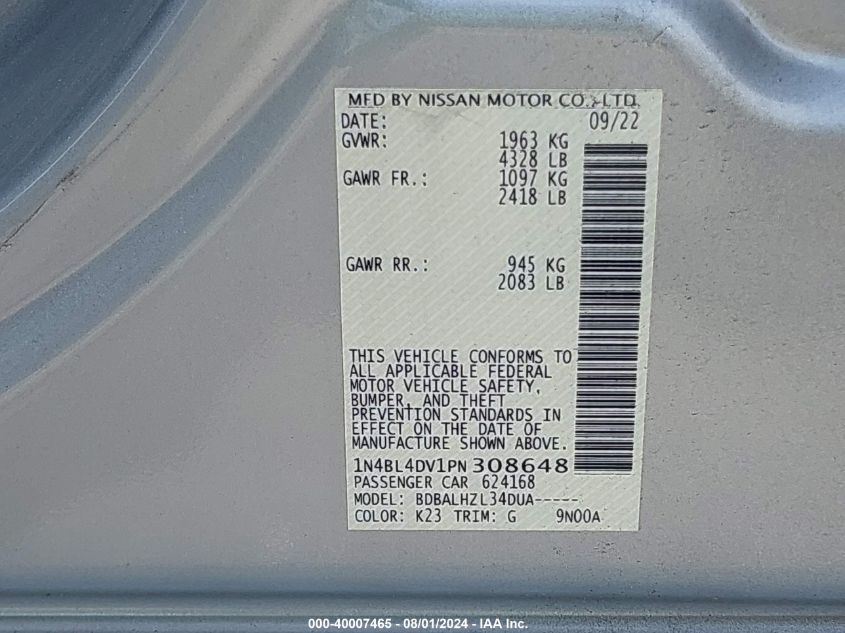 MFD BY NISSAN MOTOR CO., LTD.
DATE: 09/22
GVWR: 1963 KG
4328 LB
GAWR FR.: 1097 KG
2418 LB
GAWR RR.: 945 KG
2083 LB
THIS VEHICLE CONFORMS TO
ALL APPLICABLE FEDERAL
MOTOR VEHICLE SAFETY,
BUMPER, AND THEFT
PREVENTION STANDARDS IN
EFFECT ON THE DATE OF
MANUFACTURE SHOWN ABOVE.
1N4BL4DV1PN308648
PASSENGER CAR 624168
MODEL: BDBALHZL34DUA-----
COLOR: K23 TRIM: G 9N00A
000-40007465 - 08/01/2024 - IAA Inc.